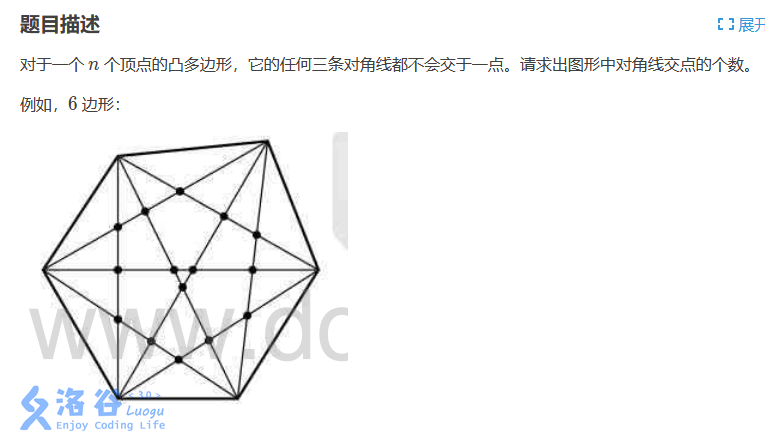 题目描述
展开
对于一个 n 个顶点的凸多边形，它的任何三条对角线都不会交于一点。请求出图形中对角线交点的个数。
例如，6 边形：
www.do
洛谷
Luogu
Enjoy Coding Life